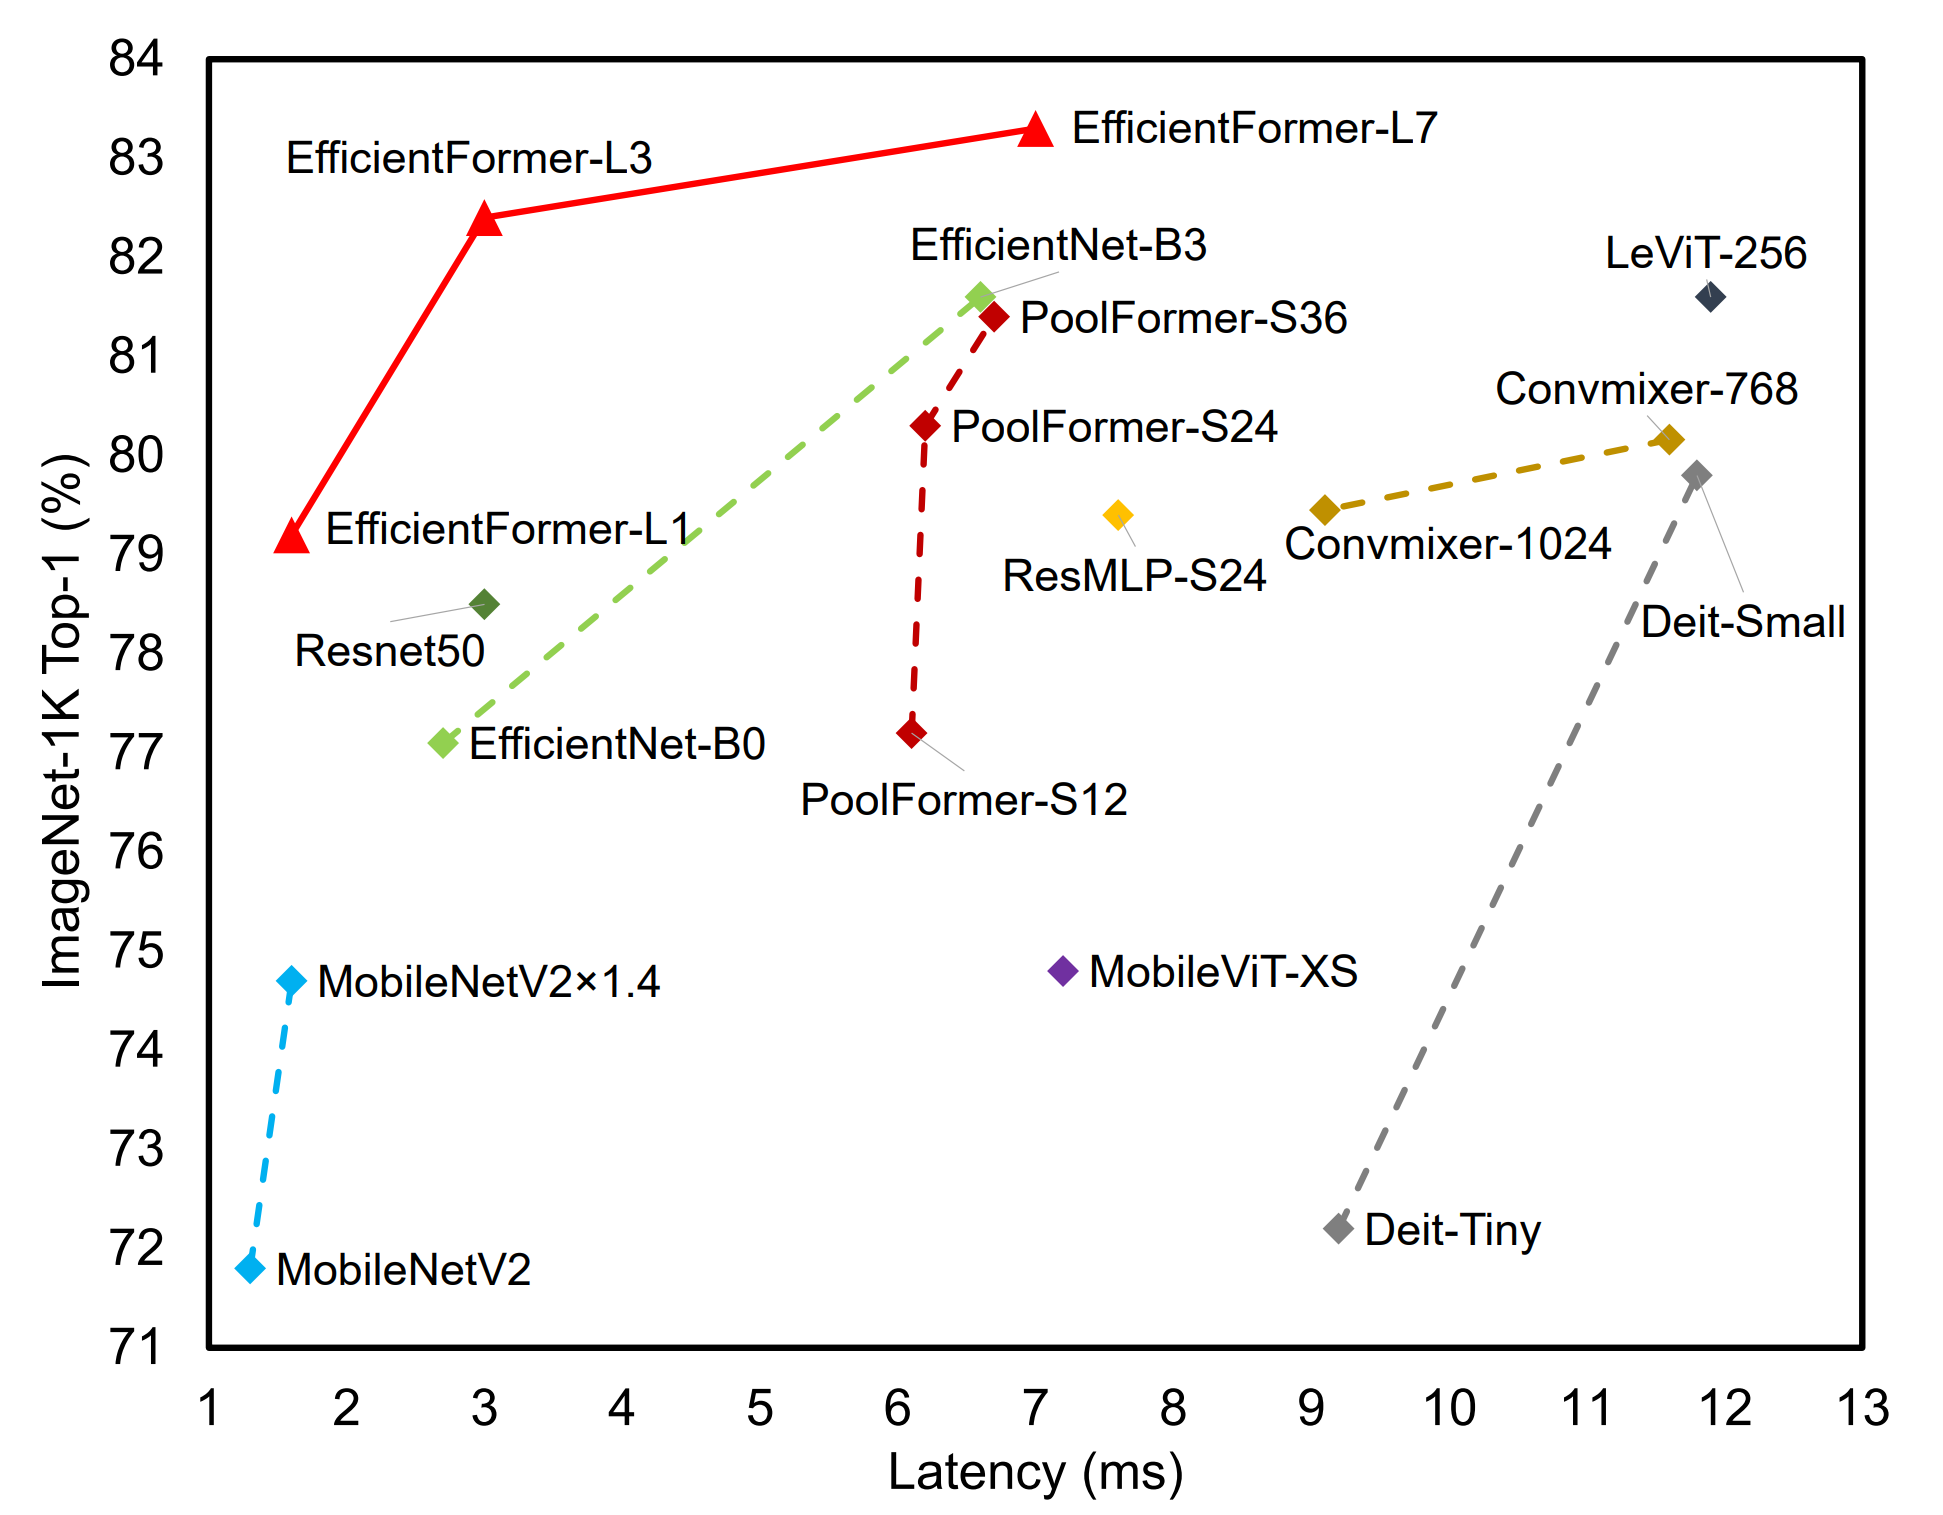 84
83
82
81
80
79
78
77
76
75
74
73
72
71
ImageNet-1K Top-1 (%)
EfficientFormer-L7
EfficientFormer-L3
EfficientNet-B3
LeViT-256
PoolFormer-S36
Convmixer-768
PoolFormer-S24
EfficientFormer-L1
Convmixer-1024
ResMLP-S24
Deit-Small
Resnet50
EfficientNet-B0
PoolFormer-S12
MobileViT-XS
MobileNetV2×1.4
Deit-Tiny
MobileNetV2
1 2 3 4 5 6 7 8 9 10 11 12 13
Latency (ms)